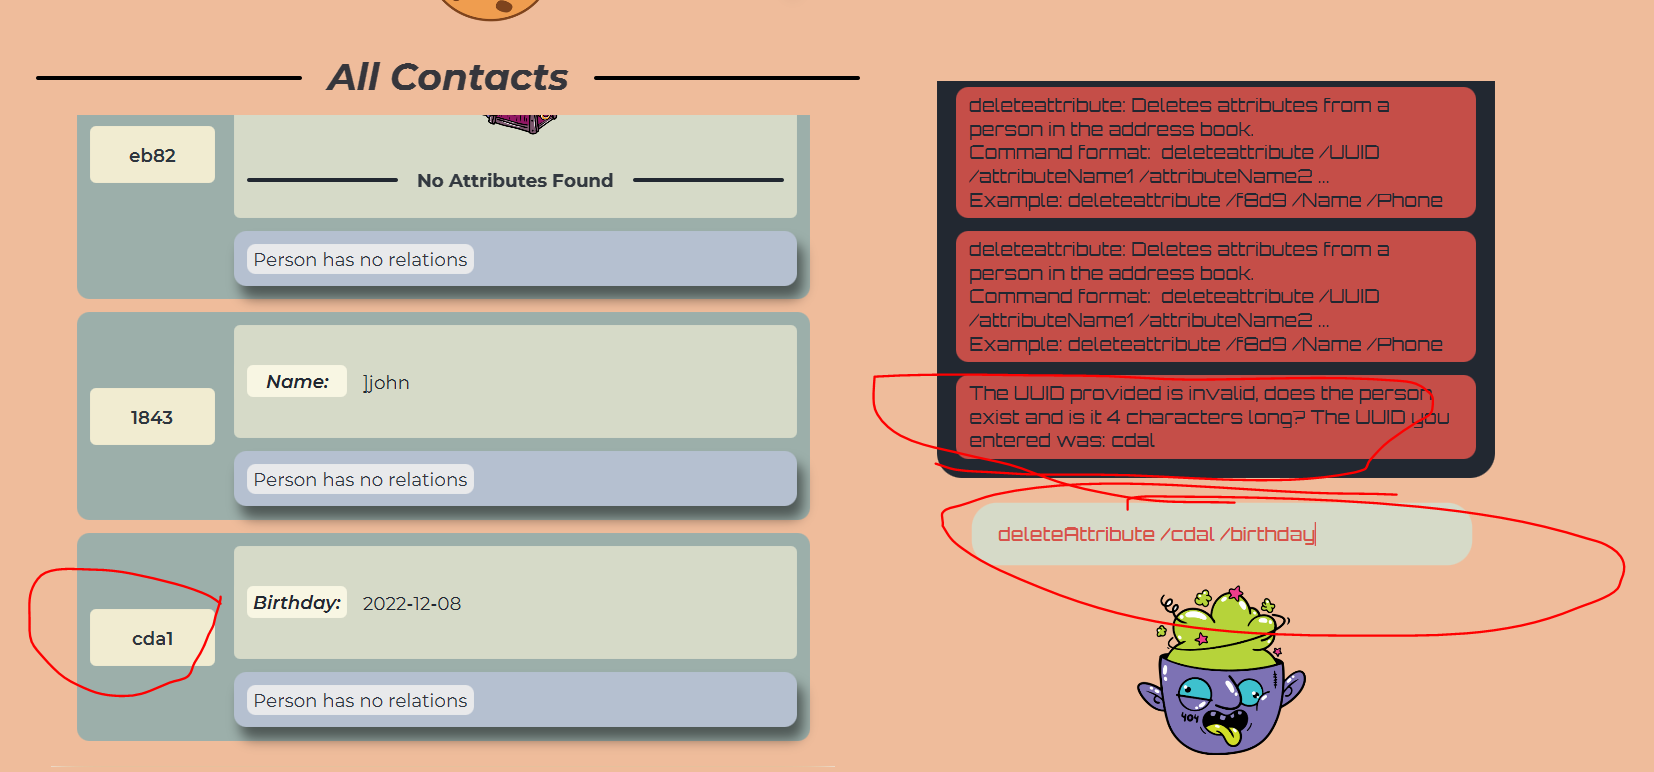 All Contacts
eb82
No Attributes Found
Person has no relations
1843
Name: ]john
Person has no relations
cda1
Birthday: 2022-12-08
Person has no relations
deleteattribute: Deletes attributes from a
person in the address book.
Command format:  deleteattribute /UUID
/attributeName1 /attributeName2 ...
Example: deleteattribute /f8d9 /Name /Phone
deleteattribute: Deletes attributes from a
person in the address book.
Command format:  deleteattribute /UUID
/attributeName1 /attributeName2 ...
Example: deleteattribute /f8d9 /Name /Phone
The UUID provided is invalid, does the person
exist and is it 4 characters long? The UUID you
entered was: cdal
deleteAttribute /cdal /birthday
404